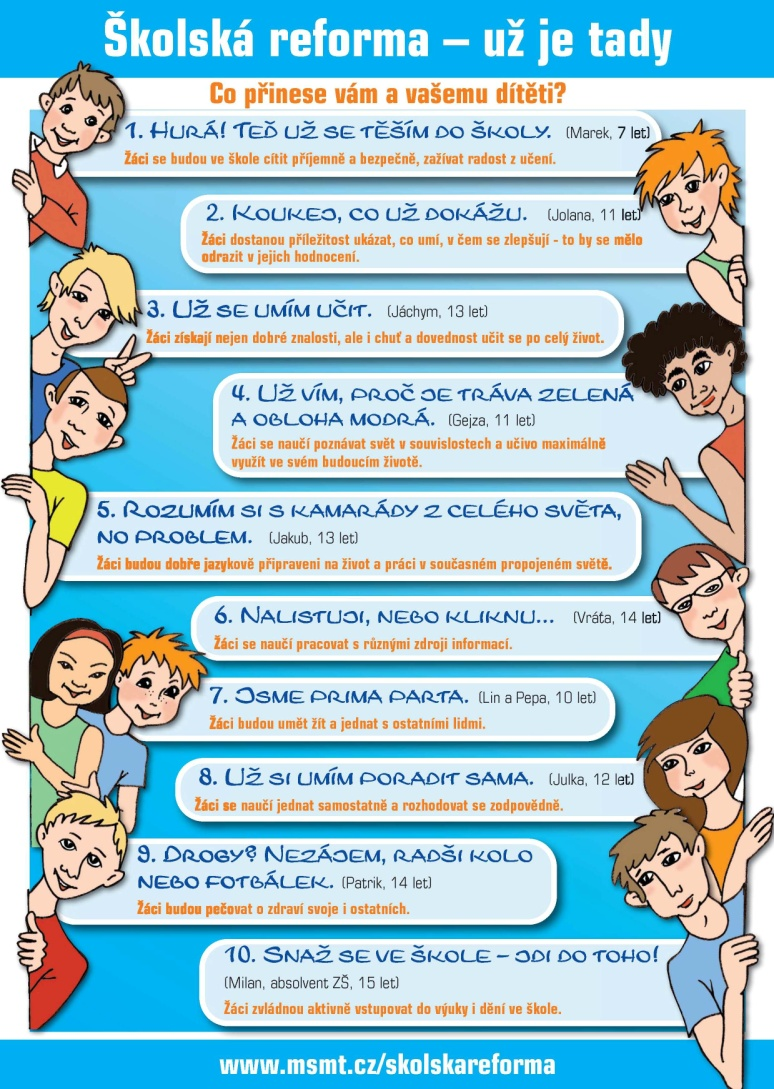 Školská reforma – už je tady
Co přinese vám a vašemu dítěti?
1. Hurá! Teď už se těším do školy. (Marek, 7 let)
Žáci se budou ve škole cítit příjemně a bezpečně, zažívat radost z učení.
2. Koukej, co už dokážu. (Jolana, 11 let)
Žáci dostanou příležitost ukázat, co umí, v čem se zlepšují - to by se mělo
odrazit v jejich hodnocení.
3. Už se umím učit. (Jáchym, 13 let)
Žáci získají nejen dobré znalosti, ale i chuť a dovednost učit se po celý život.
4. Už vím, proč je tráva zelená
a obloha modrá. (Gejza, 11 let)
Žáci se naučí poznávat svět v souvislostech a učivo maximálně
využít ve svém budoucím životě.
5. Rozumím si s kamarády z celého světa,
no problem. (Jakub, 13 let)
Žáci budou dobře jazykově připraveni na život a práci v současném propojeném světě.
6. Nalistuji, nebo kliknu... (Vráťa, 14 let)
Žáci se naučí pracovat s různými zdroji informací.
7. Jsme prima parta. (Lin a Pepa, 10 let)
Žáci budou umět žít a jednat s ostatními lidmi.
8. Už si umím poradit sama. (Julka, 12 let)
Žáci se naučí jednat samostatně a rozhodovat se zodpovědně.
9. Drogy? Nezájem, radši kolo
nebo fotbálek. (Patrik, 14 let)
Žáci budou pečovat o zdraví svoje i ostatních.
10. Snaž se ve škole – jdi do toho!
(Milan, absolvent ZŠ, 15 let)
Žáci zvládnou aktivně vstupovat do výuky i dění ve škole.
www.msmt.cz/skolskareforma